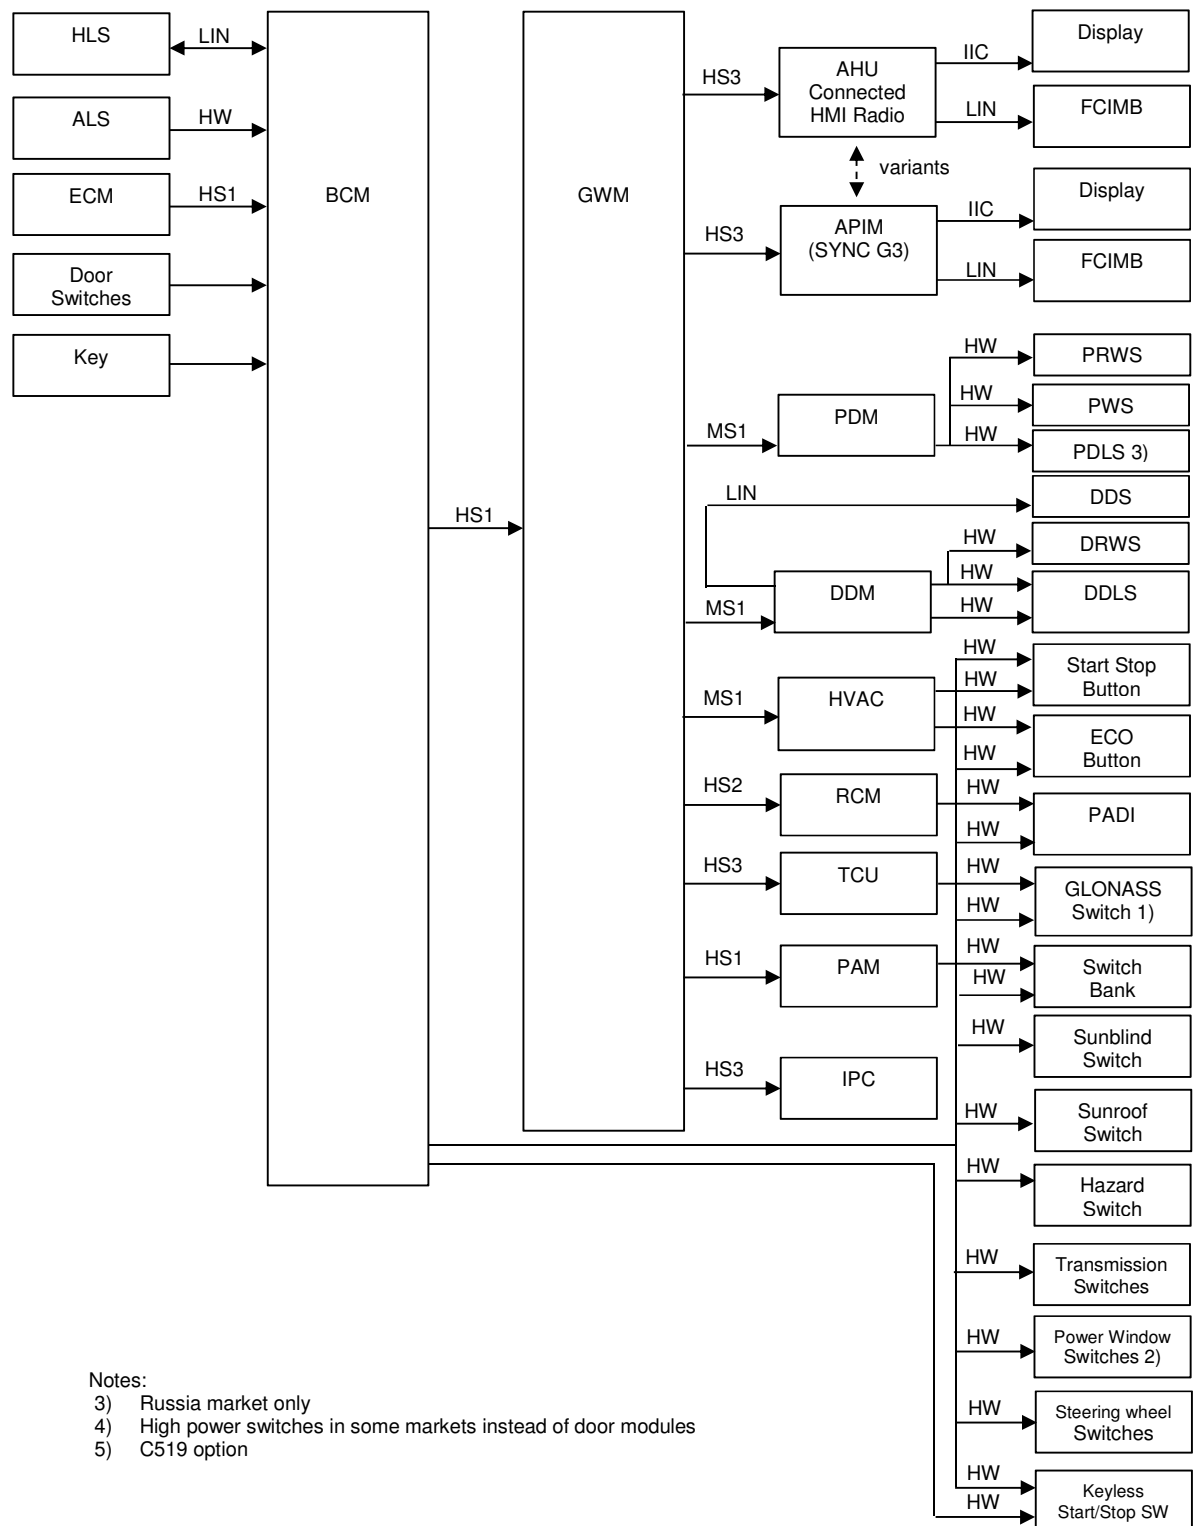 HLS
LIN
ALS
HW
ECM
HS1
Door
Switches
Key
BCM
HS1
GWM
HS3
AHU
Connected
HMI Radio
IIC
Display
LIN
FCIMB
variants
HS3
APIM
(SYNC G3)
IIC
Display
LIN
FCIMB
MS1
PDM
HW
PRWS
HW
PWS
HW
PDLS 3)
LIN
DDS
MS1
DDM
HW
DRWS
HW
DDLS
HW
MS1
HVAC
HW
Start Stop
Button
HW
HW
ECO
Button
HW
HS2
RCM
HW
PADI
HW
HS3
TCU
HW
GLONASS
Switch 1)
HW
HS1
PAM
HW
Switch
Bank
HW
HW
Sunblind
Switch
HS3
IPC
HW
Sunroof
Switch
HW
Hazard
Switch
HW
Transmission
Switches
HW
Power Window
Switches 2)
HW
Steering wheel
Switches
HW
Keyless
Start/Stop SW
HW
Notes:
3) Russia market only
4) High power switches in some markets instead of door modules
5) C519 option